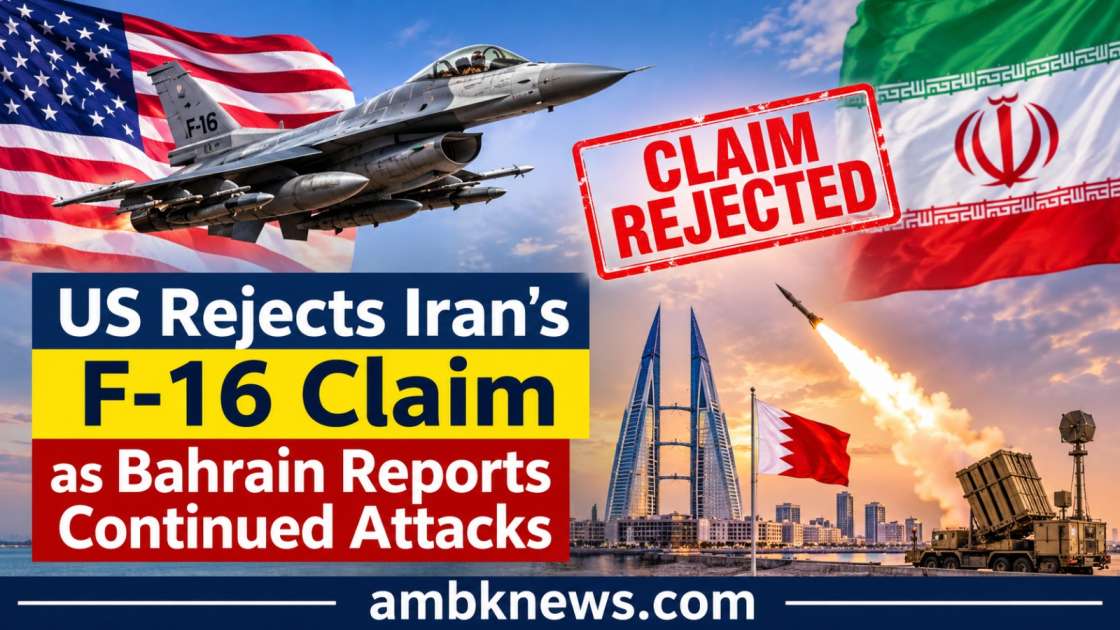 F-16
CLAIM
REJECTED
US Rejects Iran's
F-16 Claim
as Bahrain Reports
Continued Attacks
ambknews.com